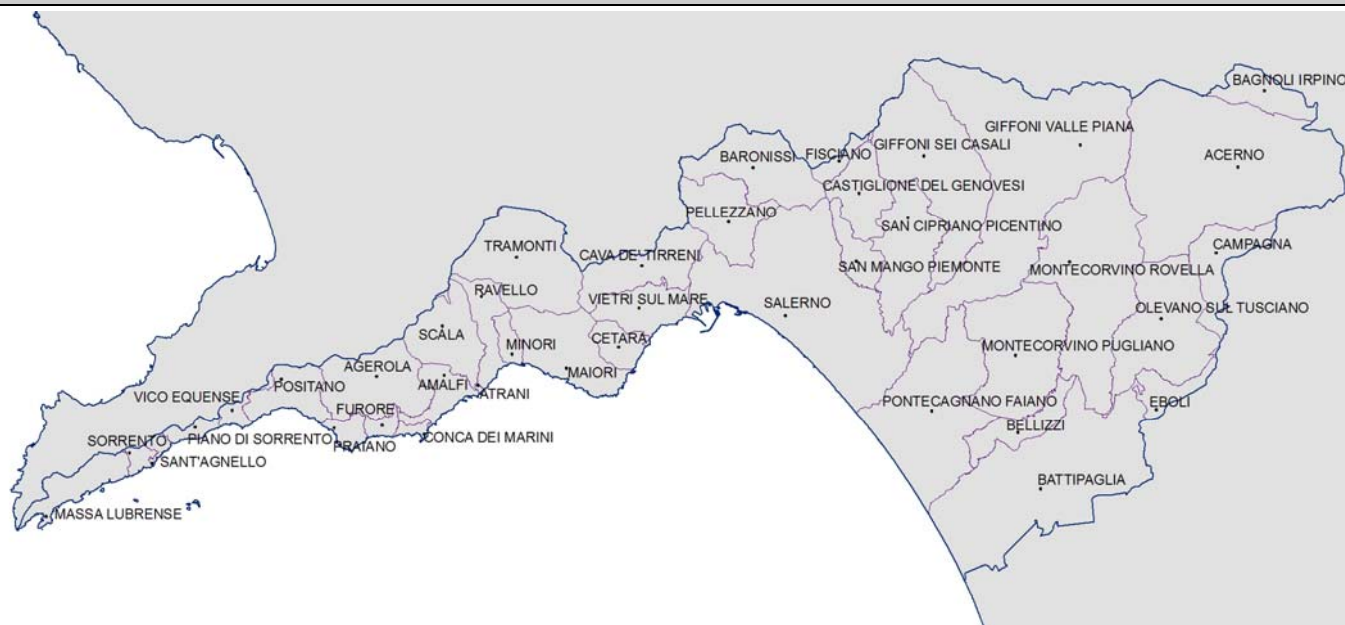 BAGNOLI IRPINO
GIFFONI VALLE PIANA
GIFFONI SEI CASALI
FISCIANO
BARONISSI
ACERNO
CASTIGLIONE DEL GENOVESI
PELLEZZANO
SAN CIPRIANO PICENTINO
TRAMONTI
CAVA DE' TIRRENI
CAMPAGNA
SAN MANGO PIEMONTE
MONTECORVINO ROVELLA
RAVELLO
VIETRI SUL MARE
SALERNO
OLEVANO SUL TUSCIANO
SCALA
CETARA
MINORI
MONTECORVINO PUGLIANO
AGEROLA
MAIORI
POSITANO
AMALFI
ATRANI
VICO EQUENSE
FURORE
PONTECAGNANO FAIANO
EBOLI
BELLIZZI
SORRENTO
PIANO DI SORRENTO
PRAIANO
CONCA DEI MARINI
SANT'AGNELLO
BATTIPAGLIA
MASSA LUBRENSE